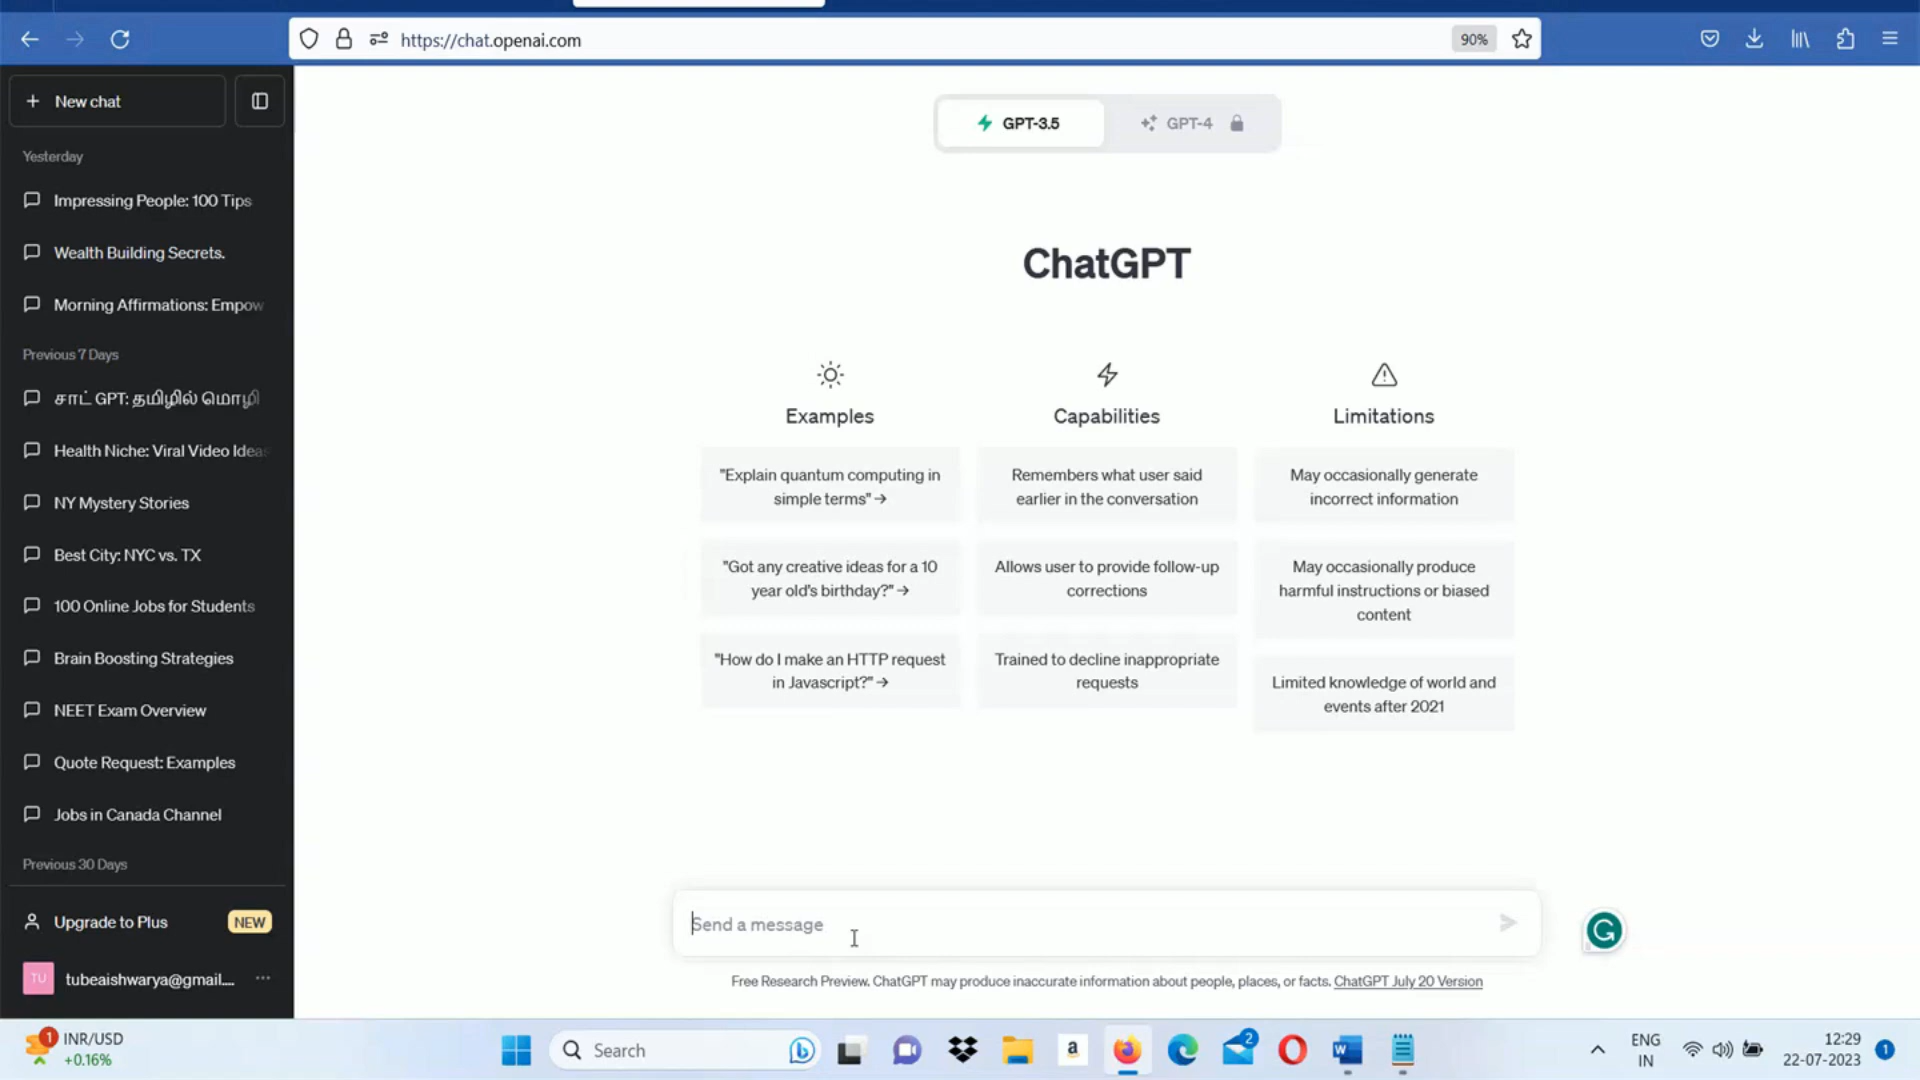 https://chat.openai.com
90%
New chat
Yesterday
Impressing People: 100 Tips
Wealth Building Secrets.
Morning Affirmations: Empow
Previous 7 Days
சாட் GPT: தமிழில் மொழி
Health Niche: Viral Video Ideas
NY Mystery Stories
Best City: NYC vs. TX
100 Online Jobs for Students
Brain Boosting Strategies
NEET Exam Overview
Quote Request: Examples
Jobs in Canada Channel
Previous 30 Days
Upgrade to Plus NEW
TU tubeaishwarya@gmail....
GPT-3.5 GPT-4
ChatGPT
Examples
"Explain quantum computing in
simple terms" →
"Got any creative ideas for a 10
year old's birthday?" →
"How do I make an HTTP request
in Javascript?" →
Capabilities
Remembers what user said
earlier in the conversation
Allows user to provide follow-up
corrections
Trained to decline inappropriate
requests
Limitations
May occasionally generate
incorrect information
May occasionally produce
harmful instructions or biased
content
Limited knowledge of world and
events after 2021
Send a message
Free Research Preview. ChatGPT may produce inaccurate information about people, places, or facts. ChatGPT July 20 Version
1 INR/USD
+0.16%
Search
2
ENG
IN
12:29
22-07-2023
1